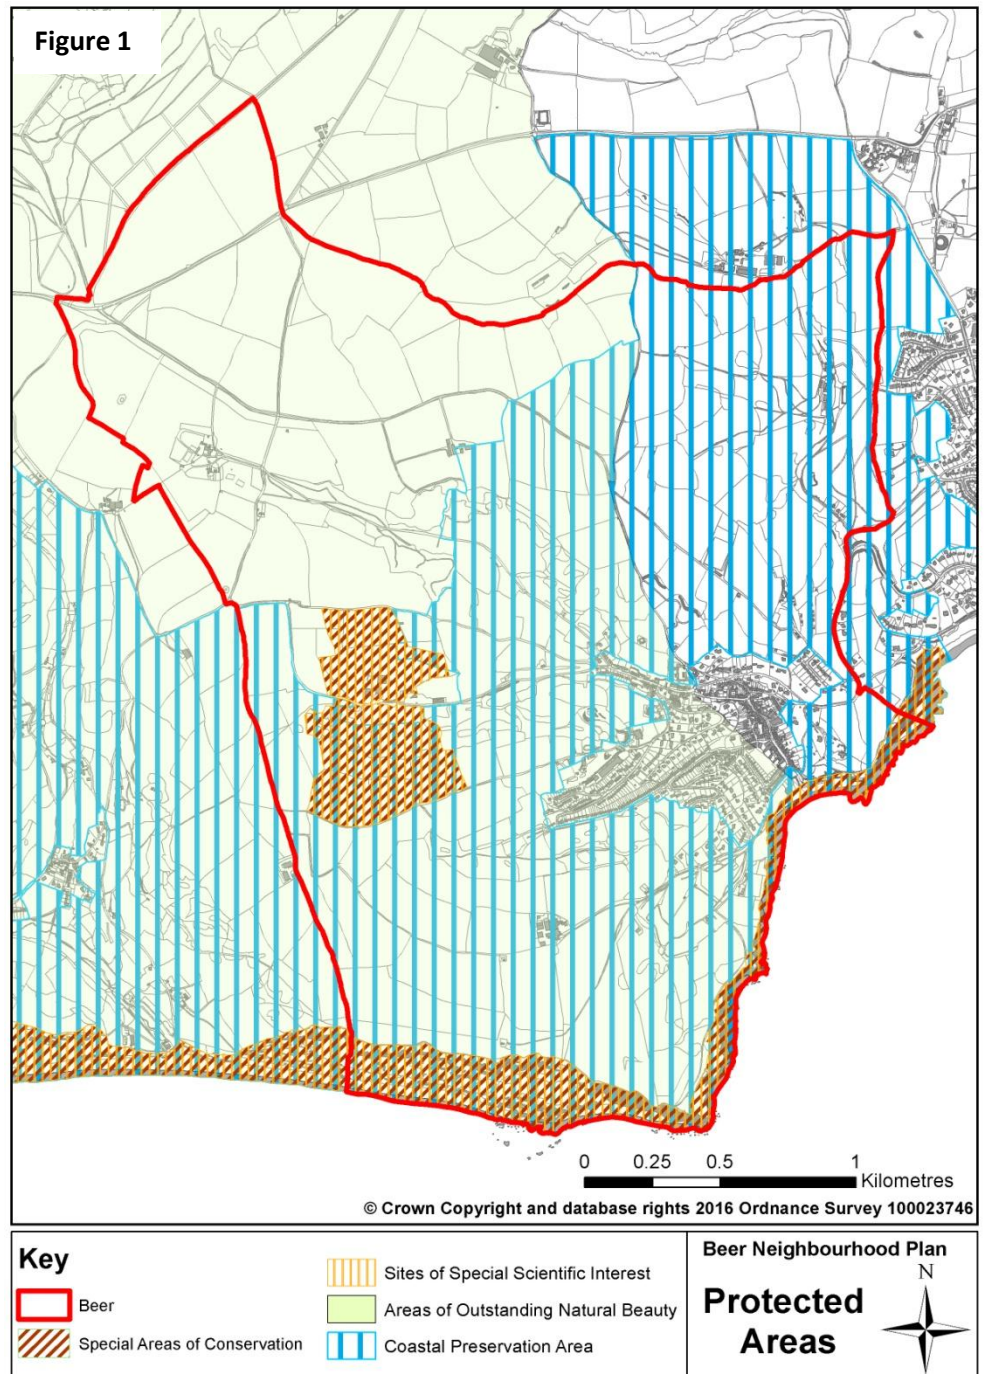 Figure 1
0 0.25 0.5 1
Kilometres
© Crown Copyright and database rights 2016 Ordnance Survey 100023746
Key
Beer
Special Areas of Conservation
Sites of Special Scientific Interest
Areas of Outstanding Natural Beauty
Coastal Preservation Area
Beer Neighbourhood Plan
Protected
Areas
N